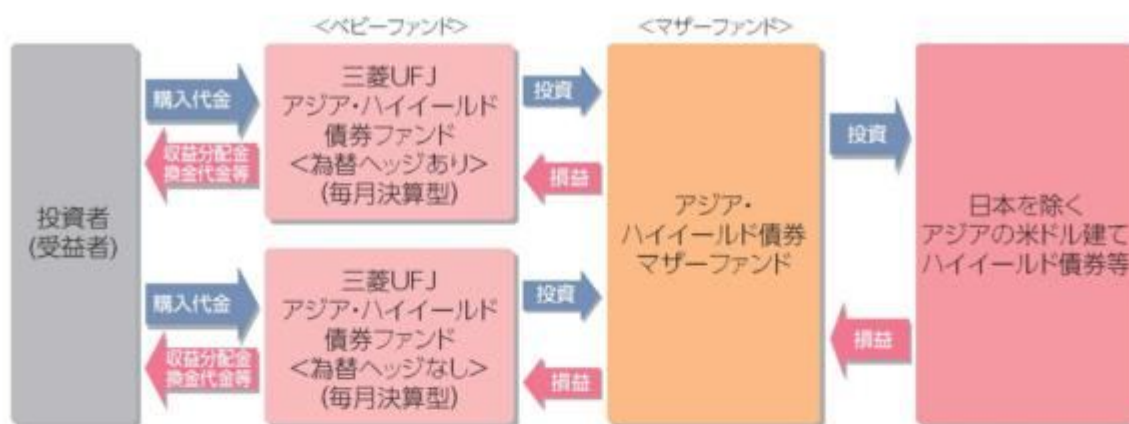 <ベビーファンド>
<マザーファンド>
投資者
(受益者)
購入代金
収益分配金
換金代金等
三菱UFJ
アジア・ハイイールド
債券ファンド
<為替ヘッジあり>
(毎月決算型)
投資
損益
購入代金
収益分配金
換金代金等
三菱UFJ
アジア・ハイイールド
債券ファンド
<為替ヘッジなし>
(毎月決算型)
投資
損益
アジア・
ハイイールド債券
マザーファンド
投資
損益
日本を除く
アジアの米ドル建て
ハイイールド債券等